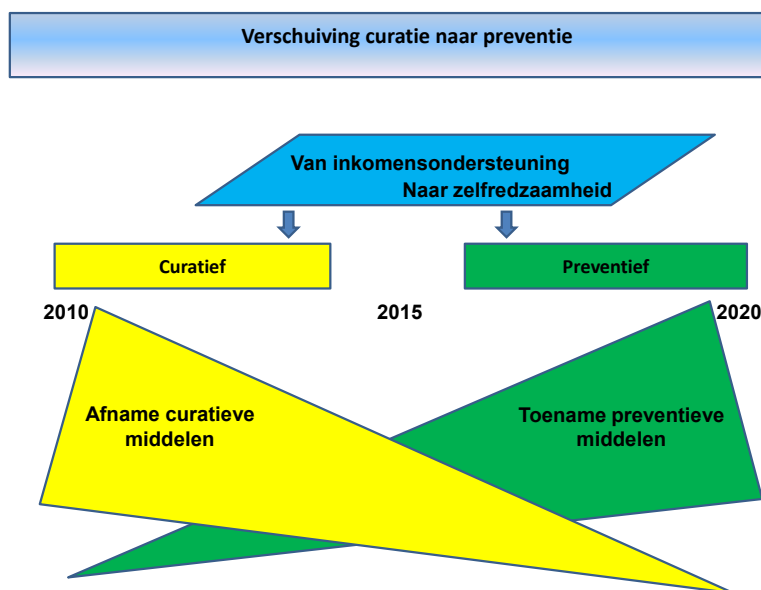 Verschuiving curatie naar preventie
Van inkomensondersteuning
Naar zelfredzaamheid
Curatief
Preventief
2010
2015
2020
Afname curatieve
middelen
Toename preventieve
middelen